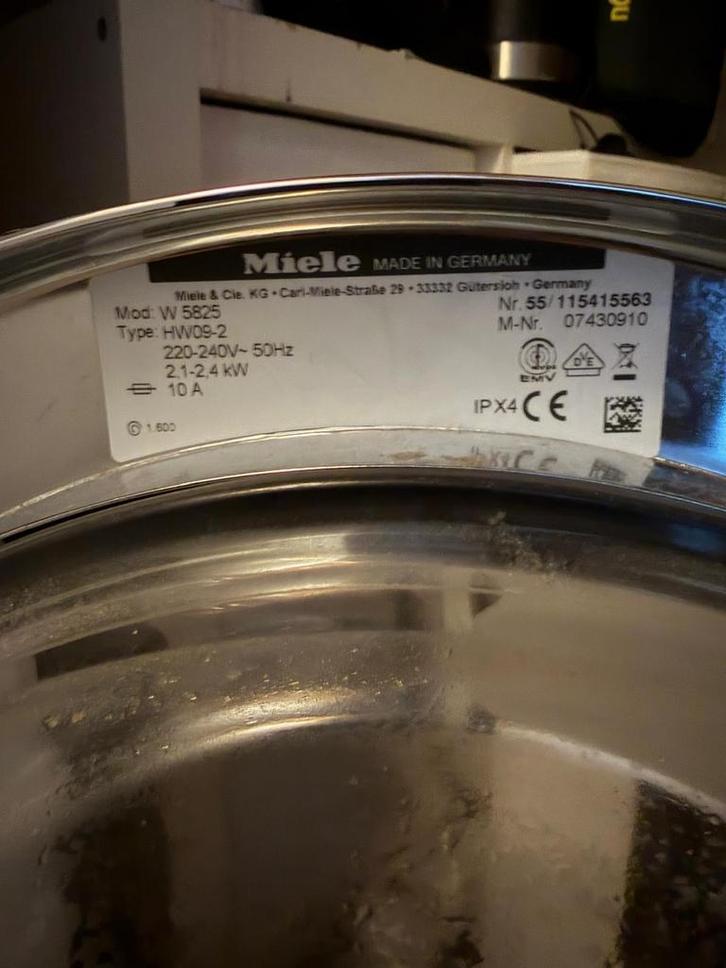 Miele MADE IN GERMANY
Miele & Cie. KG • Carl-Miele-Straße 29 • 33332 Gütersloh • Germany
Mod: W 5825
Nr. 55/ 115415563
Type: HW09-2
M-Nr. 07430910
220-240V~ 50Hz
2,1-2,4 kW
10 A
EMV
DVE
IPX4 CE
1.600